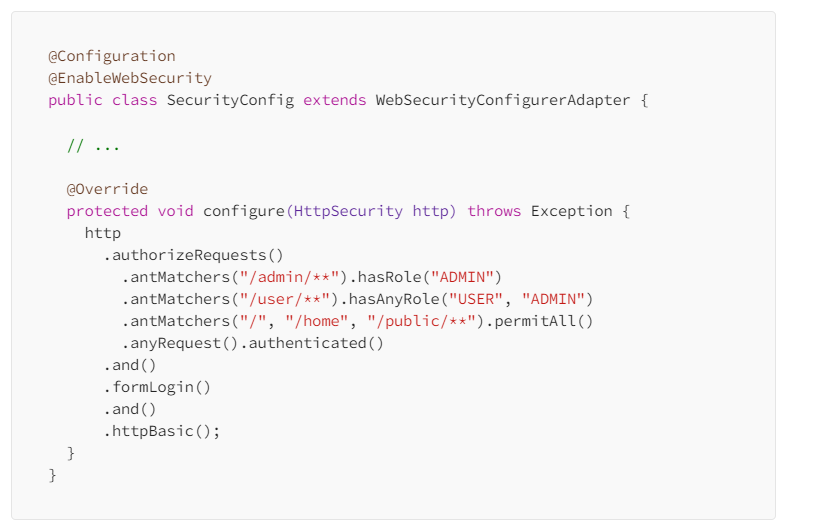 @Configuration
@EnableWebSecurity
public class SecurityConfig extends WebSecurityConfigurerAdapter {
// ...
@Override
protected void configure(HttpSecurity http) throws Exception {
http
.authorizeRequests()
.antMatchers("/admin/**").hasRole("ADMIN")
.antMatchers("/user/**").hasAnyRole("USER", "ADMIN")
.antMatchers("/", "/home", "/public/**").permitAll()
.anyRequest().authenticated()
.and()
.formLogin()
.and()
.httpBasic();
}
}